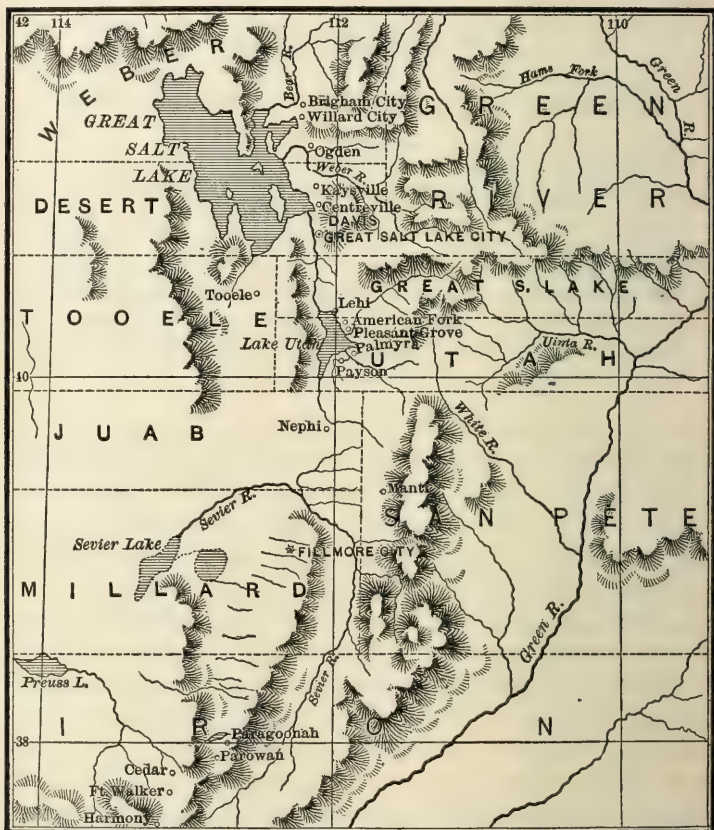 42 114 112 110
WEBER
Bear R.
Hams Fork
Green R.
Brigham City
Willard City
GREEN RIVER
GREAT SALT LAKE
Ogden
Weber R.
Kaysville
DESERT
Centreville
DAVIS
GREAT SALT LAKE CITY
GREAT S. LAKE
Tooele
Lehi
TOOELE
American Fork
Pleasant Grove
Lake Utah
Palmyra
UTAH
Uinta R.
Payson
40
JUAB
Nephi
White R.
Manti
SAN PETE
Sevier R.
Sevier Lake
*FILLMORE CITY
MILLARD
Green R.
Sevier R.
Preuss L.
IRON
Paragoonah
38
Parowan
Cedar
Ft. Walker
Harmony